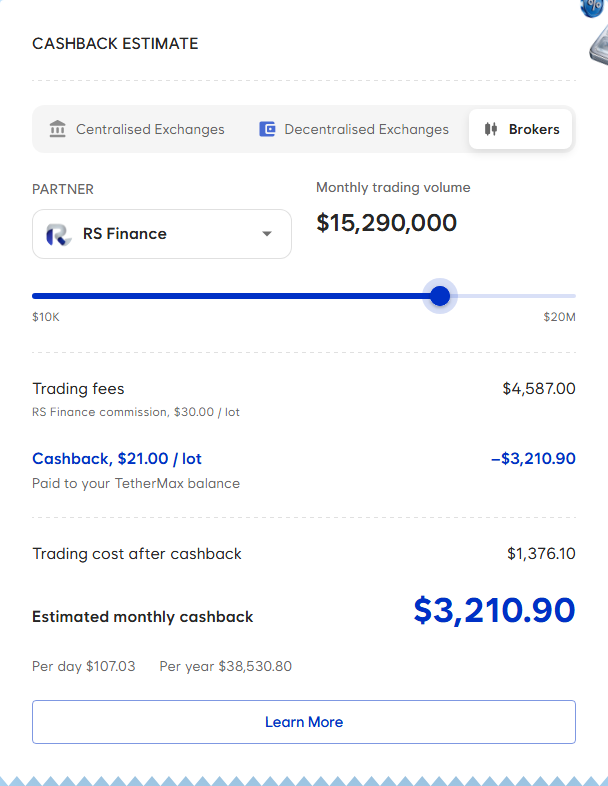 CASHBACK ESTIMATE
Centralised Exchanges Decentralised Exchanges Brokers
PARTNER
Monthly trading volume
RS Finance
$15,290,000
$10K $20M
Trading fees $4,587.00
RS Finance commission, $30.00 / lot
Cashback, $21.00 / lot –$3,210.90
Paid to your TetherMax balance
Trading cost after cashback $1,376.10
Estimated monthly cashback $3,210.90
Per day $107.03 Per year $38,530.80
Learn More